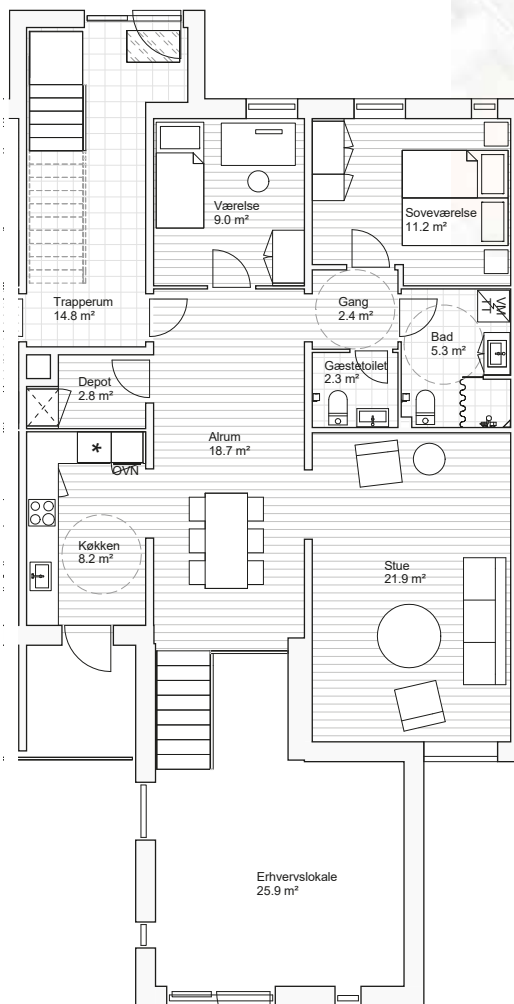 Værelse
9.0 m²
Soveværelse
11.2 m²
Trapperum
14.8 m²
Gang
2.4 m²
VM
TT
Bad
5.3 m²
Gæstetoilet
2.3 m²
Depot
2.8 m²
Alrum
18.7 m²
*
OVN
Køkken
8.2 m²
Stue
21.9 m²
Erhvervslokale
25.9 m²